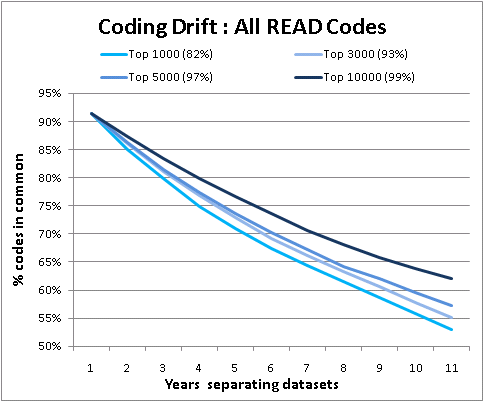 Coding Drift : All READ Codes
Top 1000 (82%) Top 3000 (93%)
Top 5000 (97%) Top 10000 (99%)
95%
90%
85%
80%
75%
70%
65%
60%
55%
50%
% codes in common
1 2 3 4 5 6 7 8 9 10 11
Years separating datasets